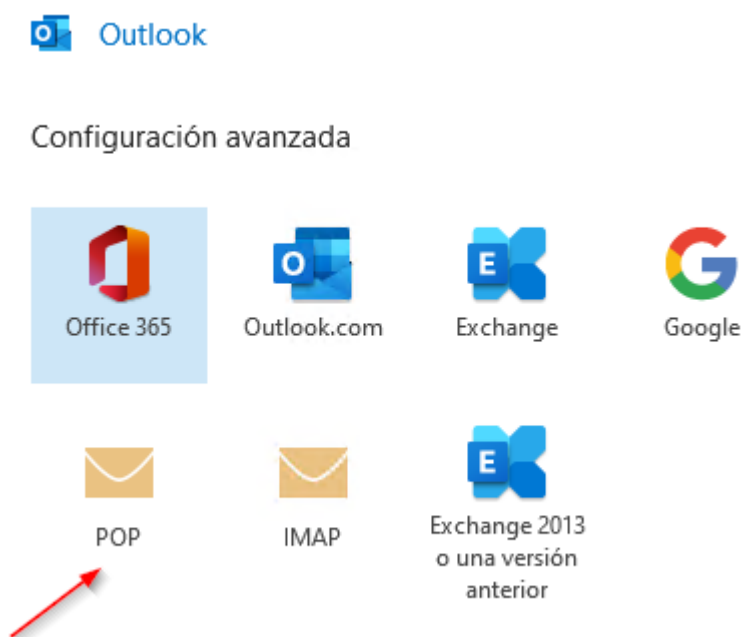 Outlook
Configuración avanzada
Office 365
Outlook.com
Exchange
Google
POP
IMAP
Exchange 2013
o una versión
anterior